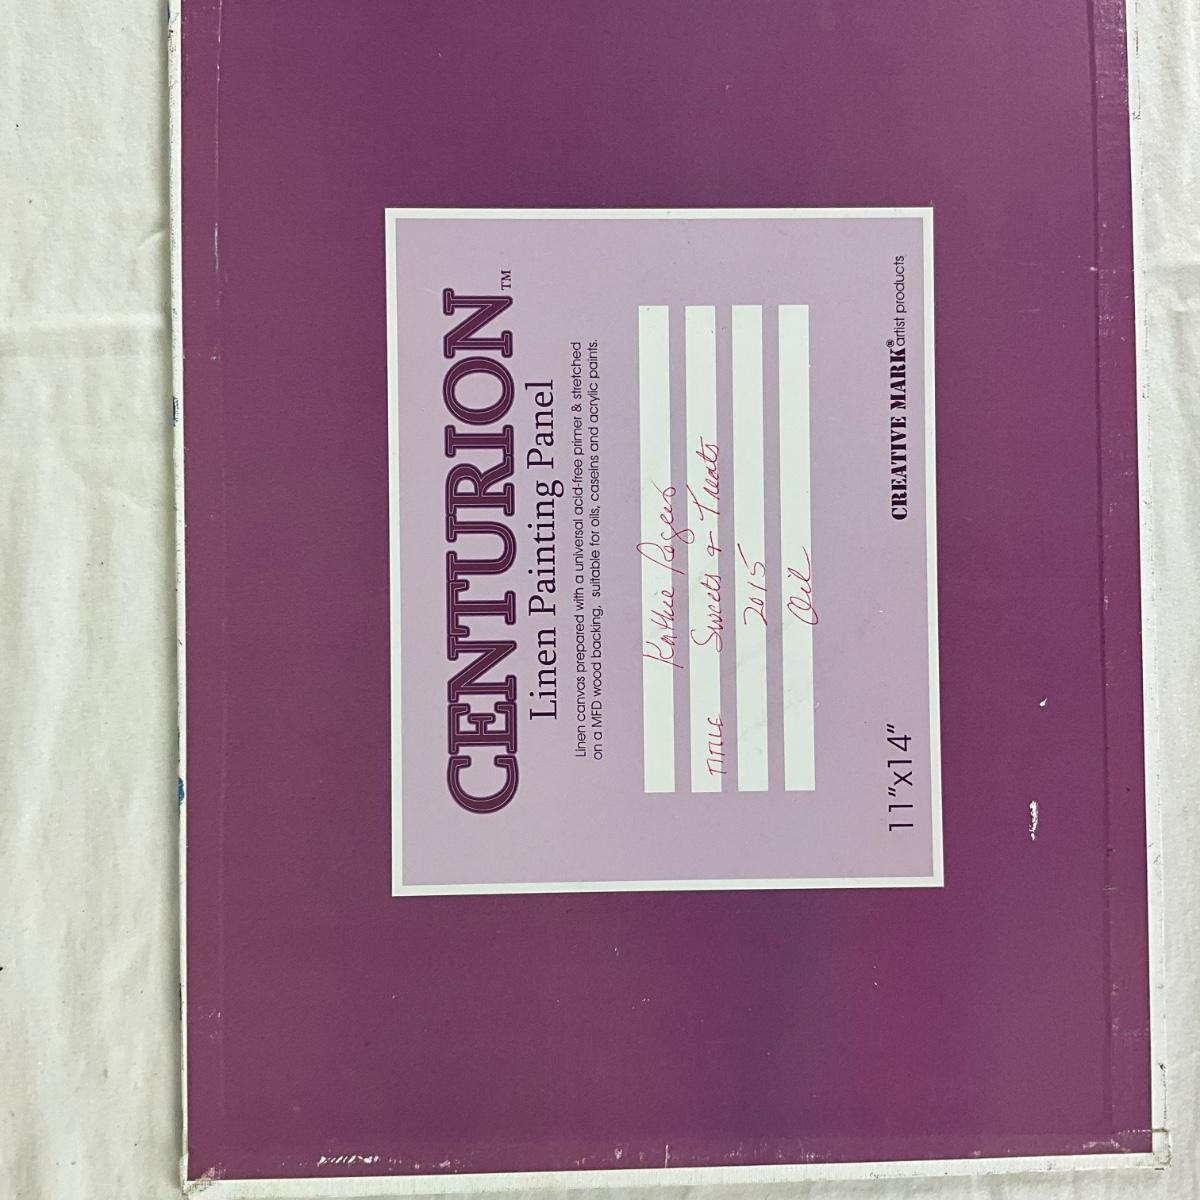 CENTURION™
Linen Painting Panel
Linen canvas prepared with a universal acid-free primer & stretched
on a MFD wood backing, suitable for oils, caseins and acrylic paints.
Kathie Rogers
TITLE Sweets & Treats
2015
Oil
11"x14" CREATIVE MARK® artist products